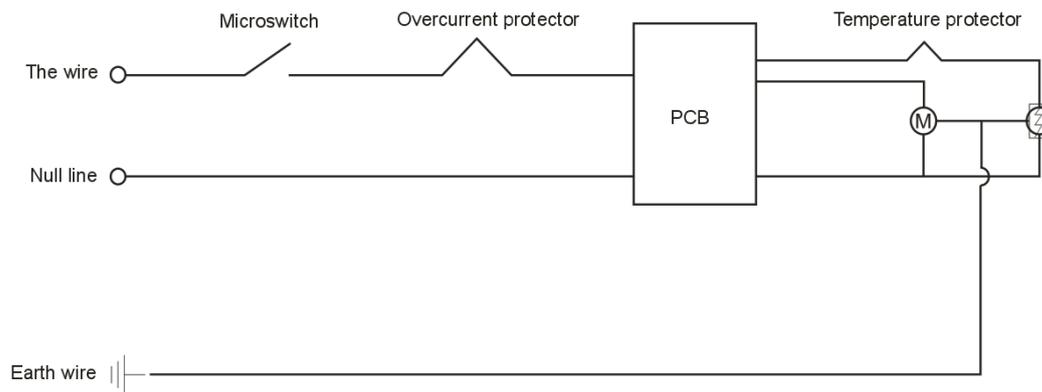 Microswitch
Overcurrent protector
Temperature protector
The wire
PCB
M
Null line
Earth wire